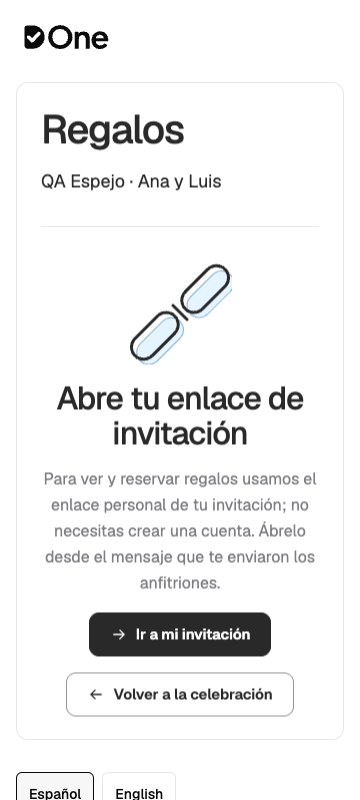 DOne
Regalos
QA Espejo · Ana y Luis
Abre tu enlace de
invitación
Para ver y reservar regalos usamos el
enlace personal de tu invitación; no
necesitas crear una cuenta. Ábrelo
desde el mensaje que te enviaron los
anfitriones.
→ Ir a mi invitación
← Volver a la celebración
Español English